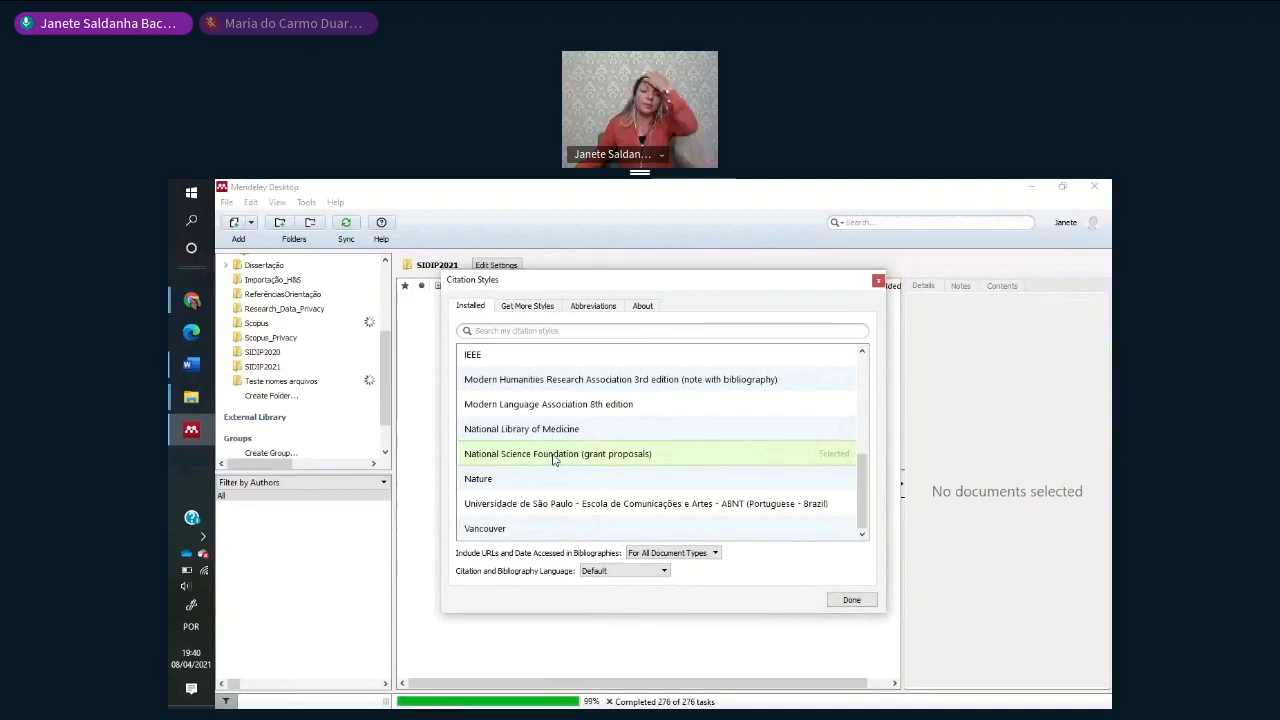 Janete Saldanha Bac...
Maria do Carmo Duar...
Janete Saldan...
Mendeley Desktop
File Edit View Tools Help
Search...
Janete
Add Folders Sync Help
Dissertação
Importação_H&S
ReferênciasOrientação
Research_Data_Privacy
Scopus
Scopus_Privacy
SIDIP2020
SIDIP2021
Teste nomes arquivos
Create Folder...
External Library
Groups
Create Group...
Filter by Authors
All
SIDIP2021 Edit Settings
Citation Styles
Installed Get More Styles Abbreviations About
Search my citation styles
IEEE
Modern Humanities Research Association 3rd edition (note with bibliography)
Modern Language Association 8th edition
National Library of Medicine
National Science Foundation (grant proposals) Selected
Nature
Universidade de São Paulo - Escola de Comunicações e Artes - ABNT (Portuguese - Brazil)
Vancouver
Include URLs and Date Accessed in Bibliographies: For All Document Types
Citation and Bibliography Language: Default
Done
Details Notes Contents
No documents selected
POR
19:40
08/04/2021
99% Completed 276 of 276 tasks